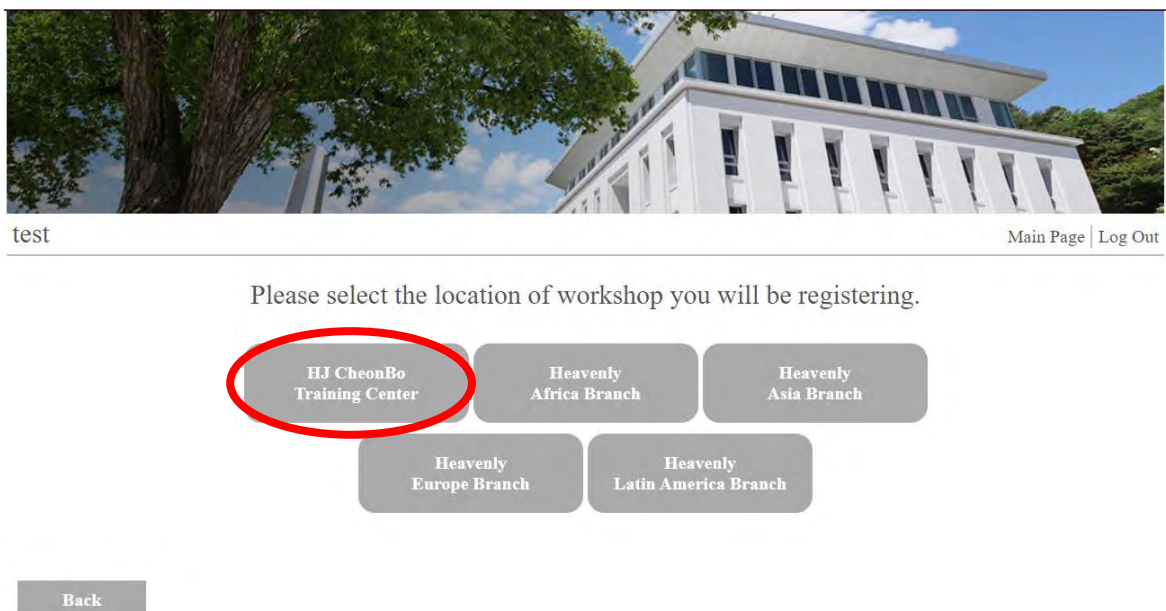 test
Main Page | Log Out
Please select the location of workshop you will be registering.
HJ CheonBo
Training Center
Heavenly
Africa Branch
Heavenly
Asia Branch
Heavenly
Europe Branch
Heavenly
Latin America Branch
Back